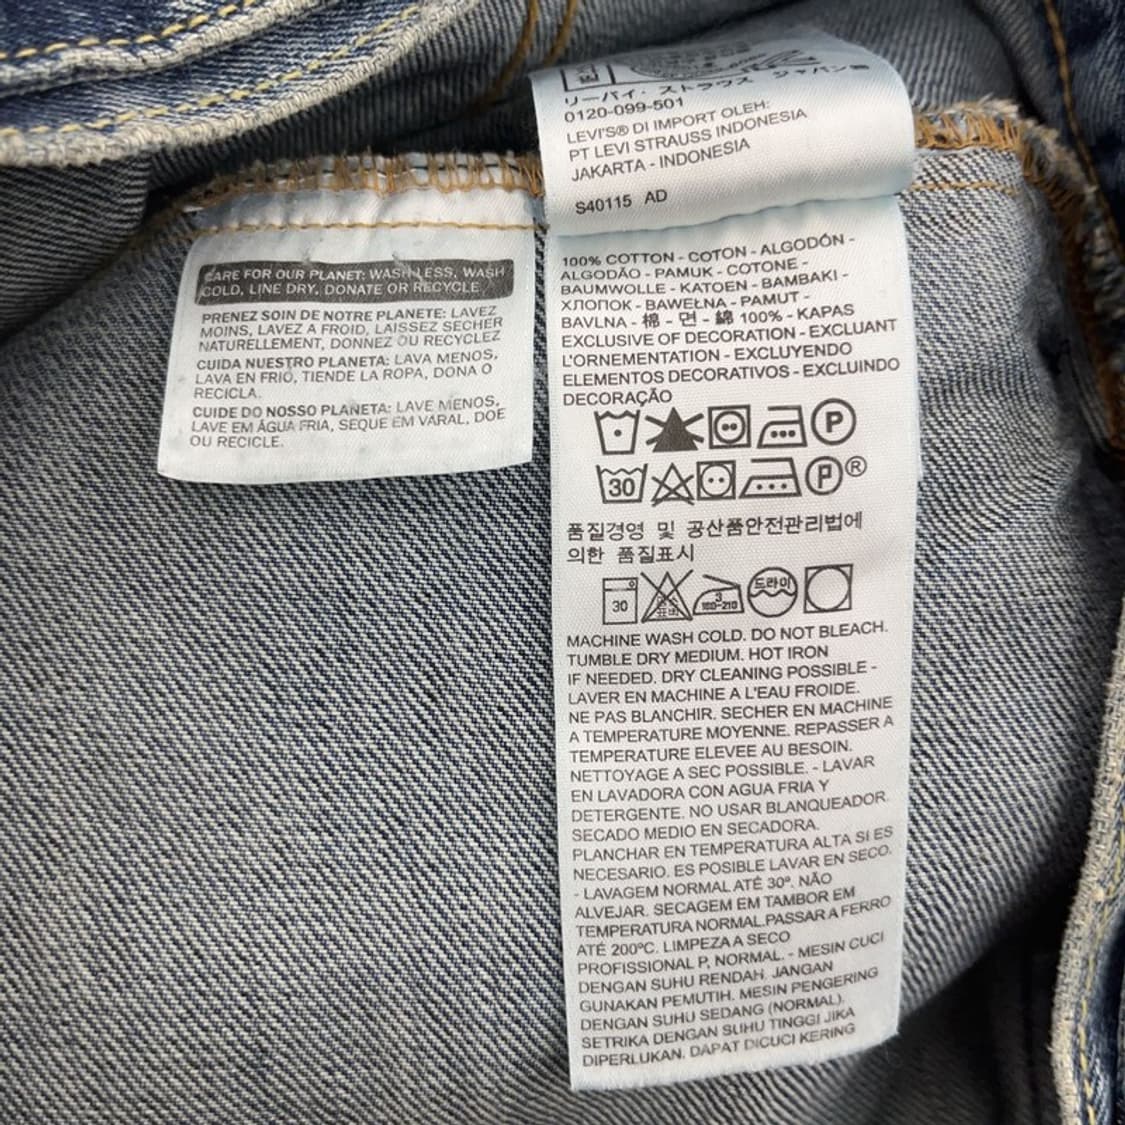 CARE FOR OUR PLANET: WASH LESS, WASH
COLD, LINE DRY, DONATE OR RECYCLE
PRENEZ SOIN DE NOTRE PLANETE: LAVEZ
MOINS, LAVEZ A FROID, LAISSEZ SECHER
NATURELLEMENT, DONNEZ OU RECYCLEZ
CUIDA NUESTRO PLANETA: LAVA MENOS,
LAVA EN FRIO, TIENDE LA ROPA, DONA O
RECICLA.
CUIDE DO NOSSO PLANETA: LAVE MENOS,
LAVE EM ÁGUA FRIA, SEQUE EM VARAL, DOE
OU RECICLE.
リーバイ・ストラウス ジャパン㈱
0120-099-501
LEVI'S® DI IMPORT OLEH:
PT LEVI STRAUSS INDONESIA
JAKARTA - INDONESIA
S40115 AD
100% COTTON - COTON - ALGODÓN -
ALGODÃO - PAMUK - COTONE -
BAUMWOLLE - KATOEN - BAMBAKI -
ХЛОПОК - BAWEŁNA - PAMUT -
BAVLNA - 棉 - 면 - 綿 100% - KAPAS
EXCLUSIVE OF DECORATION - EXCLUANT
L'ORNEMENTATION - EXCLUYENDO
ELEMENTOS DECORATIVOS - EXCLUINDO
DECORAÇÃO
P
30 P ®
품질경영 및 공산품안전관리법에
의한 품질표시
30 표백 3 180-210 드라이
MACHINE WASH COLD. DO NOT BLEACH.
TUMBLE DRY MEDIUM. HOT IRON
IF NEEDED. DRY CLEANING POSSIBLE -
LAVER EN MACHINE A L'EAU FROIDE.
NE PAS BLANCHIR. SECHER EN MACHINE
A TEMPERATURE MOYENNE. REPASSER A
TEMPERATURE ELEVEE AU BESOIN.
NETTOYAGE A SEC POSSIBLE. - LAVAR
EN LAVADORA CON AGUA FRIA Y
DETERGENTE. NO USAR BLANQUEADOR.
SECADO MEDIO EN SECADORA.
PLANCHAR EN TEMPERATURA ALTA SI ES
NECESARIO. ES POSIBLE LAVAR EN SECO.
- LAVAGEM NORMAL ATÉ 30º. NÃO
ALVEJAR. SECAGEM EM TAMBOR EM
TEMPERATURA NORMAL.PASSAR A FERRO
ATÉ 200ºC. LIMPEZA A SECO
PROFISSIONAL P, NORMAL. - MESIN CUCI
DENGAN SUHU RENDAH. JANGAN
GUNAKAN PEMUTIH. MESIN PENGERING
DENGAN SUHU SEDANG (NORMAL).
SETRIKA DENGAN SUHU TINGGI JIKA
DIPERLUKAN. DAPAT DICUCI KERING